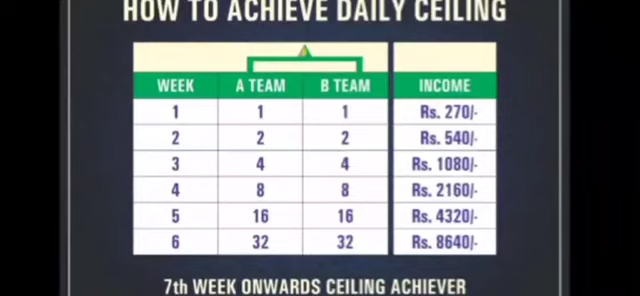 HOW TO ACHIEVE DAILY CEILING
WEEK A TEAM B TEAM INCOME
1 1 1 Rs. 270/-
2 2 2 Rs. 540/-
3 4 4 Rs. 1080/-
4 8 8 Rs. 2160/-
5 16 16 Rs. 4320/-
6 32 32 Rs. 8640/-
7th WEEK ONWARDS CEILING ACHIEVER